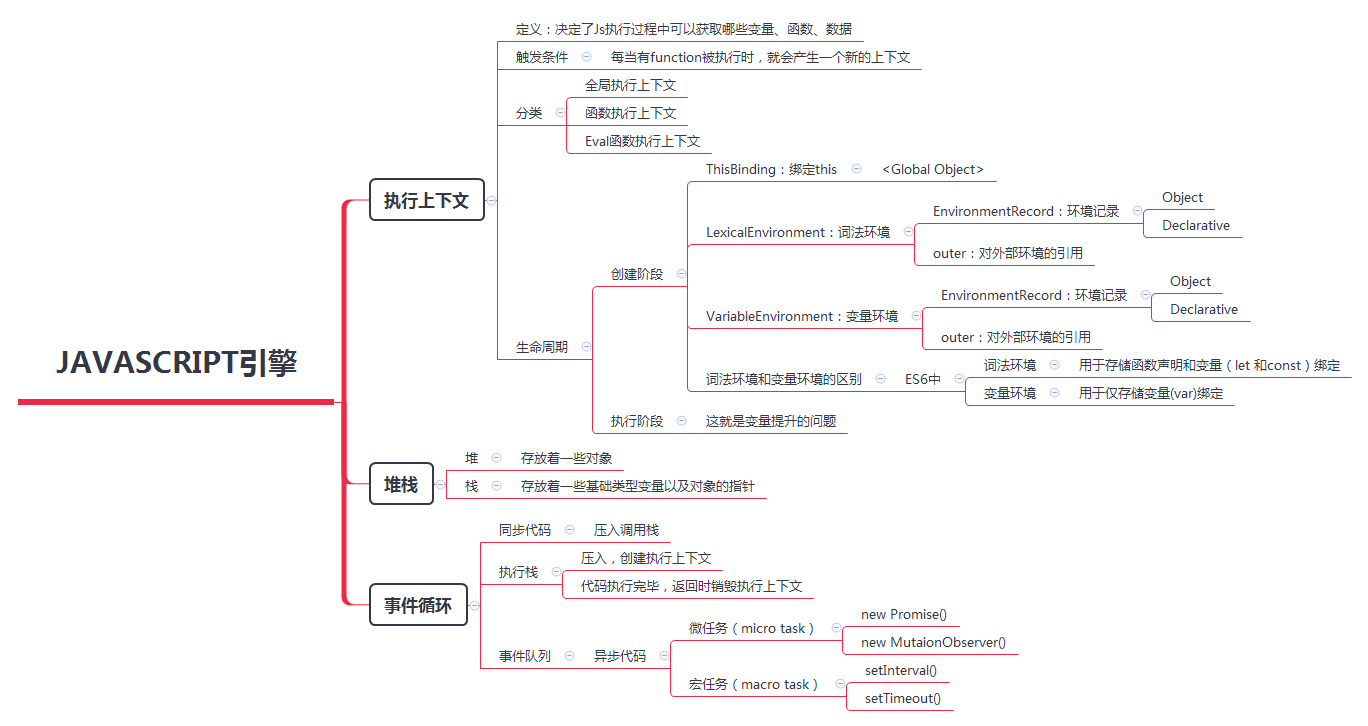 JAVASCRIPT引擎
执行上下文
定义：决定了Js执行过程中可以获取哪些变量、函数、数据
触发条件
每当有function被执行时，就会产生一个新的上下文
分类
全局执行上下文
函数执行上下文
Eval函数执行上下文
生命周期
创建阶段
ThisBinding：绑定this
<Global Object>
LexicalEnvironment：词法环境
EnvironmentRecord：环境记录
Object
Declarative
outer：对外部环境的引用
VariableEnvironment：变量环境
EnvironmentRecord：环境记录
Object
Declarative
outer：对外部环境的引用
词法环境和变量环境的区别
ES6中
词法环境
用于存储函数声明和变量（let 和const）绑定
变量环境
用于仅存储变量(var)绑定
执行阶段
这就是变量提升的问题
堆栈
堆
存放着一些对象
栈
存放着一些基础类型变量以及对象的指针
事件循环
同步代码
压入调用栈
执行栈
压入，创建执行上下文
代码执行完毕，返回时销毁执行上下文
事件队列
异步代码
微任务（micro task）
new Promise()
new MutaionObserver()
宏任务（macro task）
setInterval()
setTimeout()